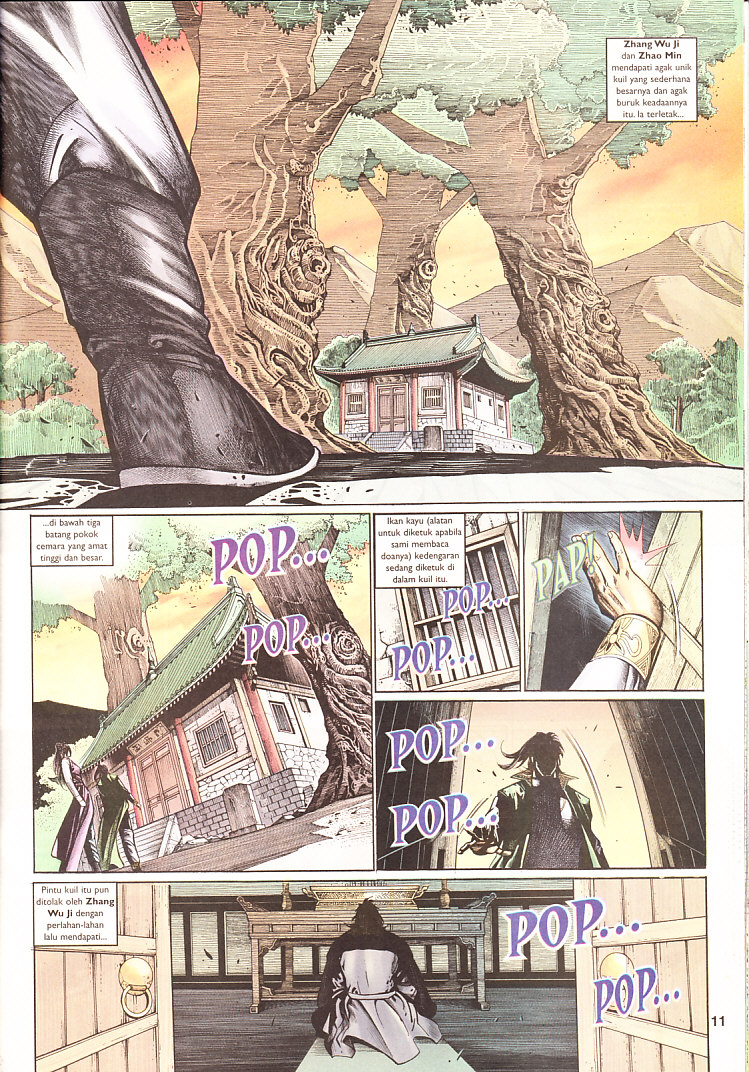 Zhang Wu Ji
dan Zhao Min
mendapati agak unik
kuil yang sederhana
besarnya dan agak
buruk keadaannya
itu. Ia terletak...
...di bawah tiga
batang pokok
cemara yang amat
tinggi dan besar.
POP...
POP...
Ikan kayu (alatan
untuk diketuk apabila
sami membaca
doanya) kedengaran
sedang diketuk di
dalam kuil itu.
POP...
POP...
PAP!
POP...
POP...
Pintu kuil itu pun
ditolak oleh Zhang
Wu Ji dengan
perlahan-lahan
lalu mendapati...
POP...
POP...
11